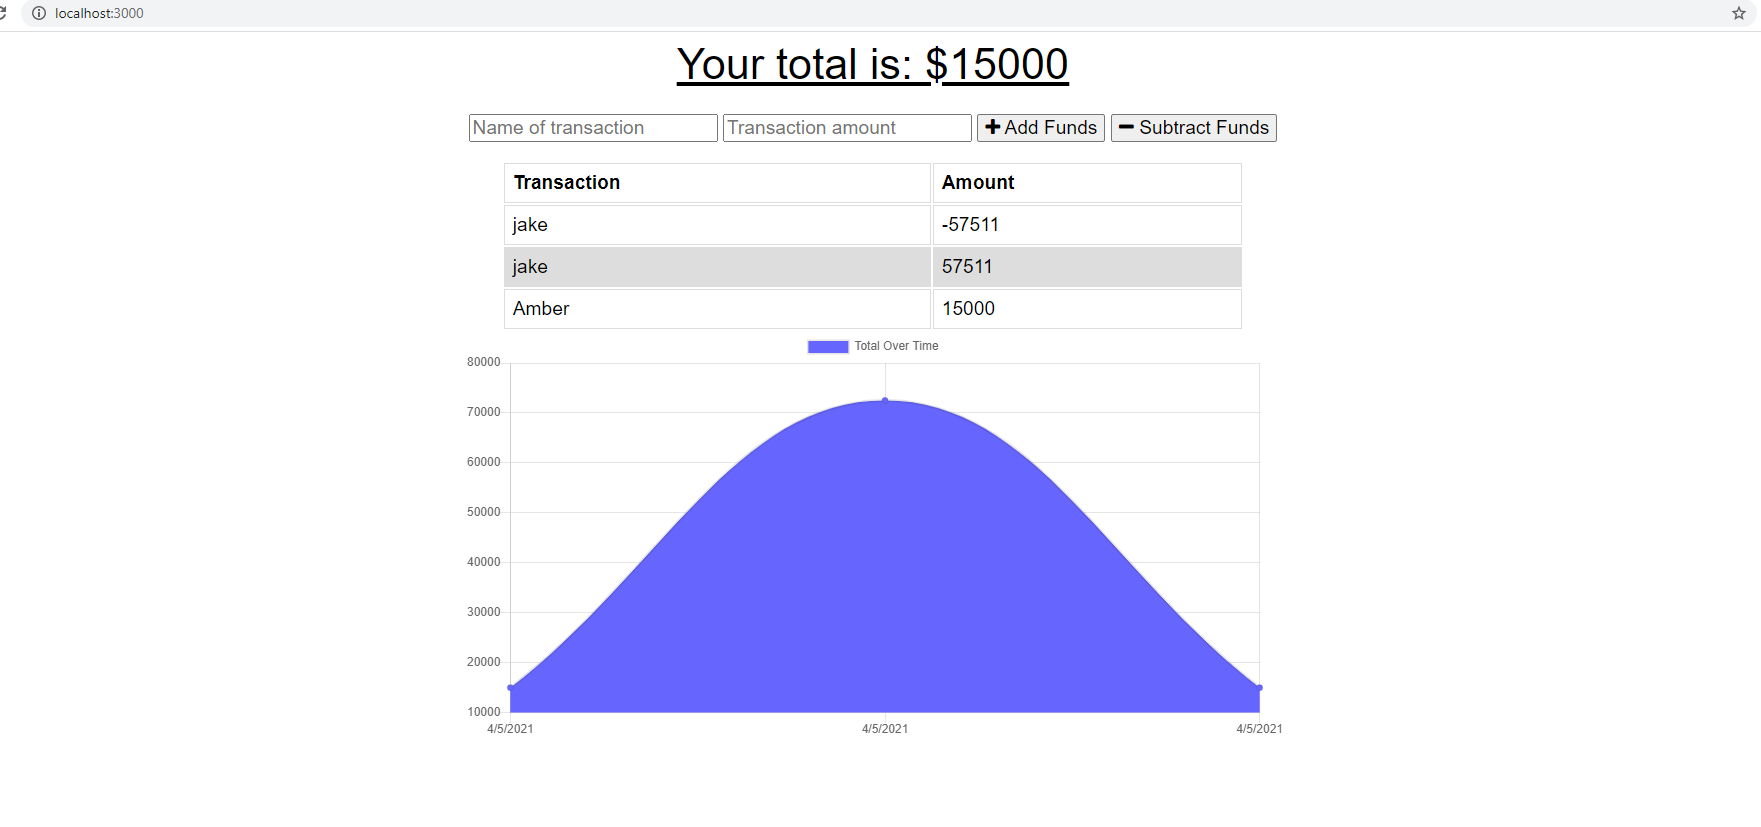 localhost:3000
Your total is: $15000
Name of transaction Transaction amount Add Funds Subtract Funds
Transaction Amount
jake -57511
jake 57511
Amber 15000
Total Over Time
80000
70000
60000
50000
40000
30000
20000
10000
4/5/2021 4/5/2021 4/5/2021